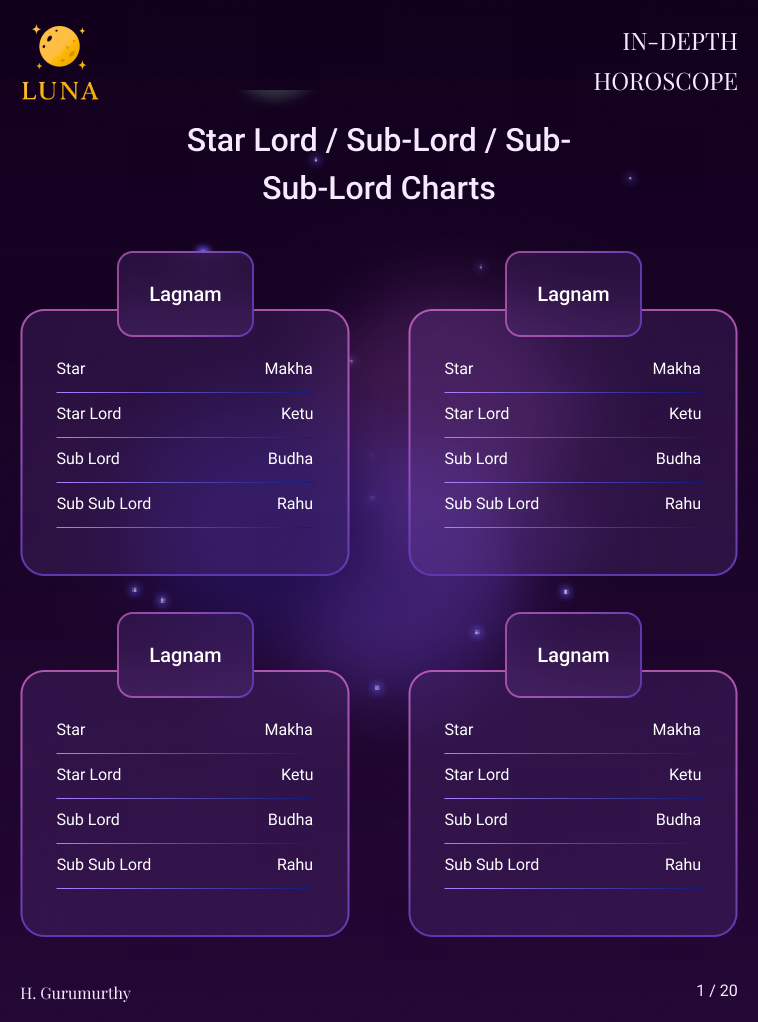 LUNA
IN-DEPTH
HOROSCOPE
Star Lord / Sub-Lord / Sub-
Sub-Lord Charts
Lagnam
Star Makha
Star Lord Ketu
Sub Lord Budha
Sub Sub Lord Rahu
Lagnam
Star Makha
Star Lord Ketu
Sub Lord Budha
Sub Sub Lord Rahu
Lagnam
Star Makha
Star Lord Ketu
Sub Lord Budha
Sub Sub Lord Rahu
Lagnam
Star Makha
Star Lord Ketu
Sub Lord Budha
Sub Sub Lord Rahu
H. Gurumurthy
1 / 20